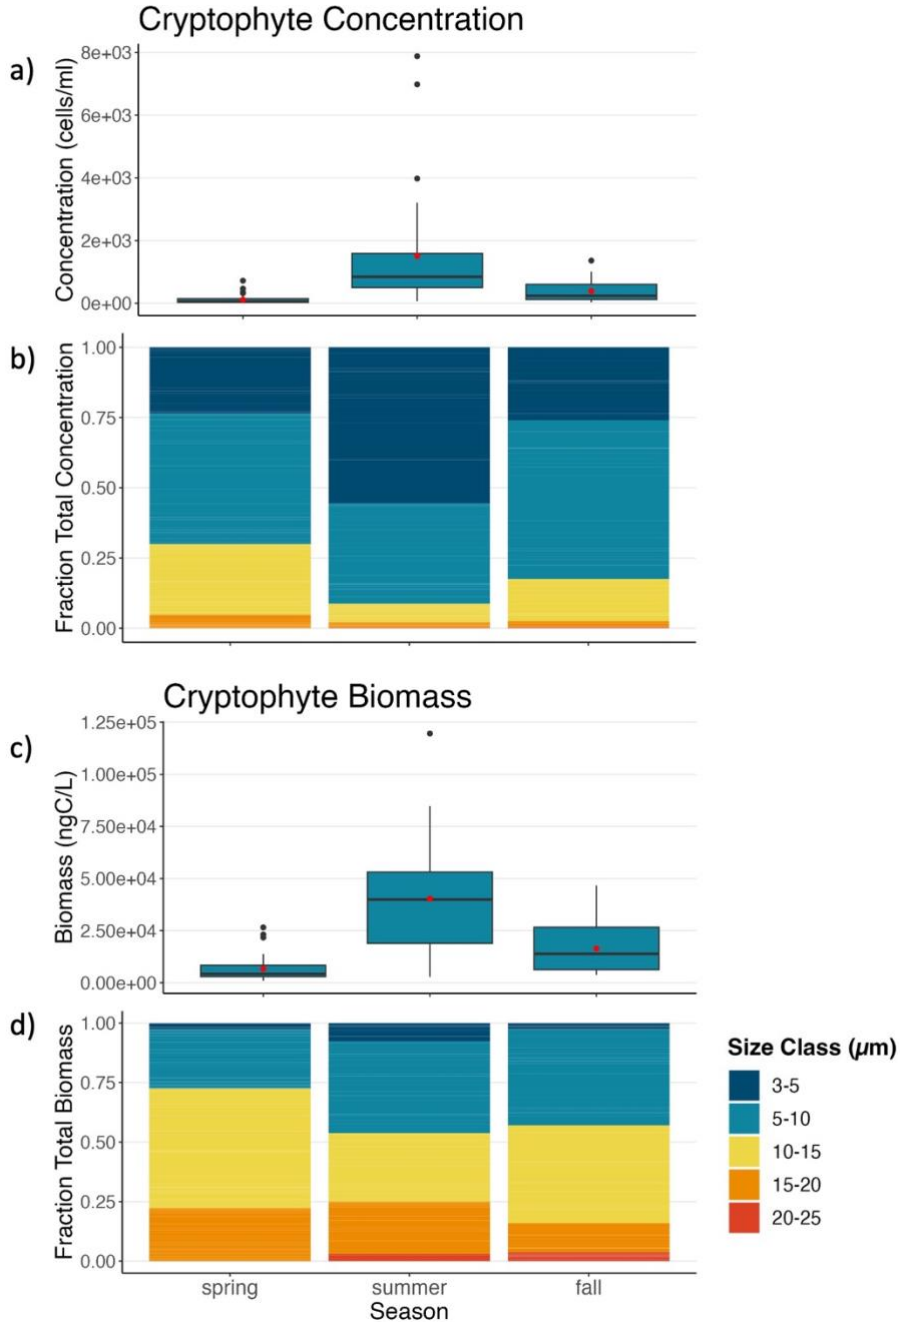 Cryptophyte Concentration
a)
Concentration (cells/ml)
8e+03
6e+03
4e+03
2e+03
0e+00
b)
Fraction Total Concentration
1.00
0.75
0.50
0.25
0.00
Cryptophyte Biomass
c)
Biomass (ngC/L)
1.25e+05
1.00e+05
7.50e+04
5.00e+04
2.50e+04
0.00e+00
d)
Fraction Total Biomass
1.00
0.75
0.50
0.25
0.00
spring summer fall
Season
Size Class (µm)
3-5
5-10
10-15
15-20
20-25